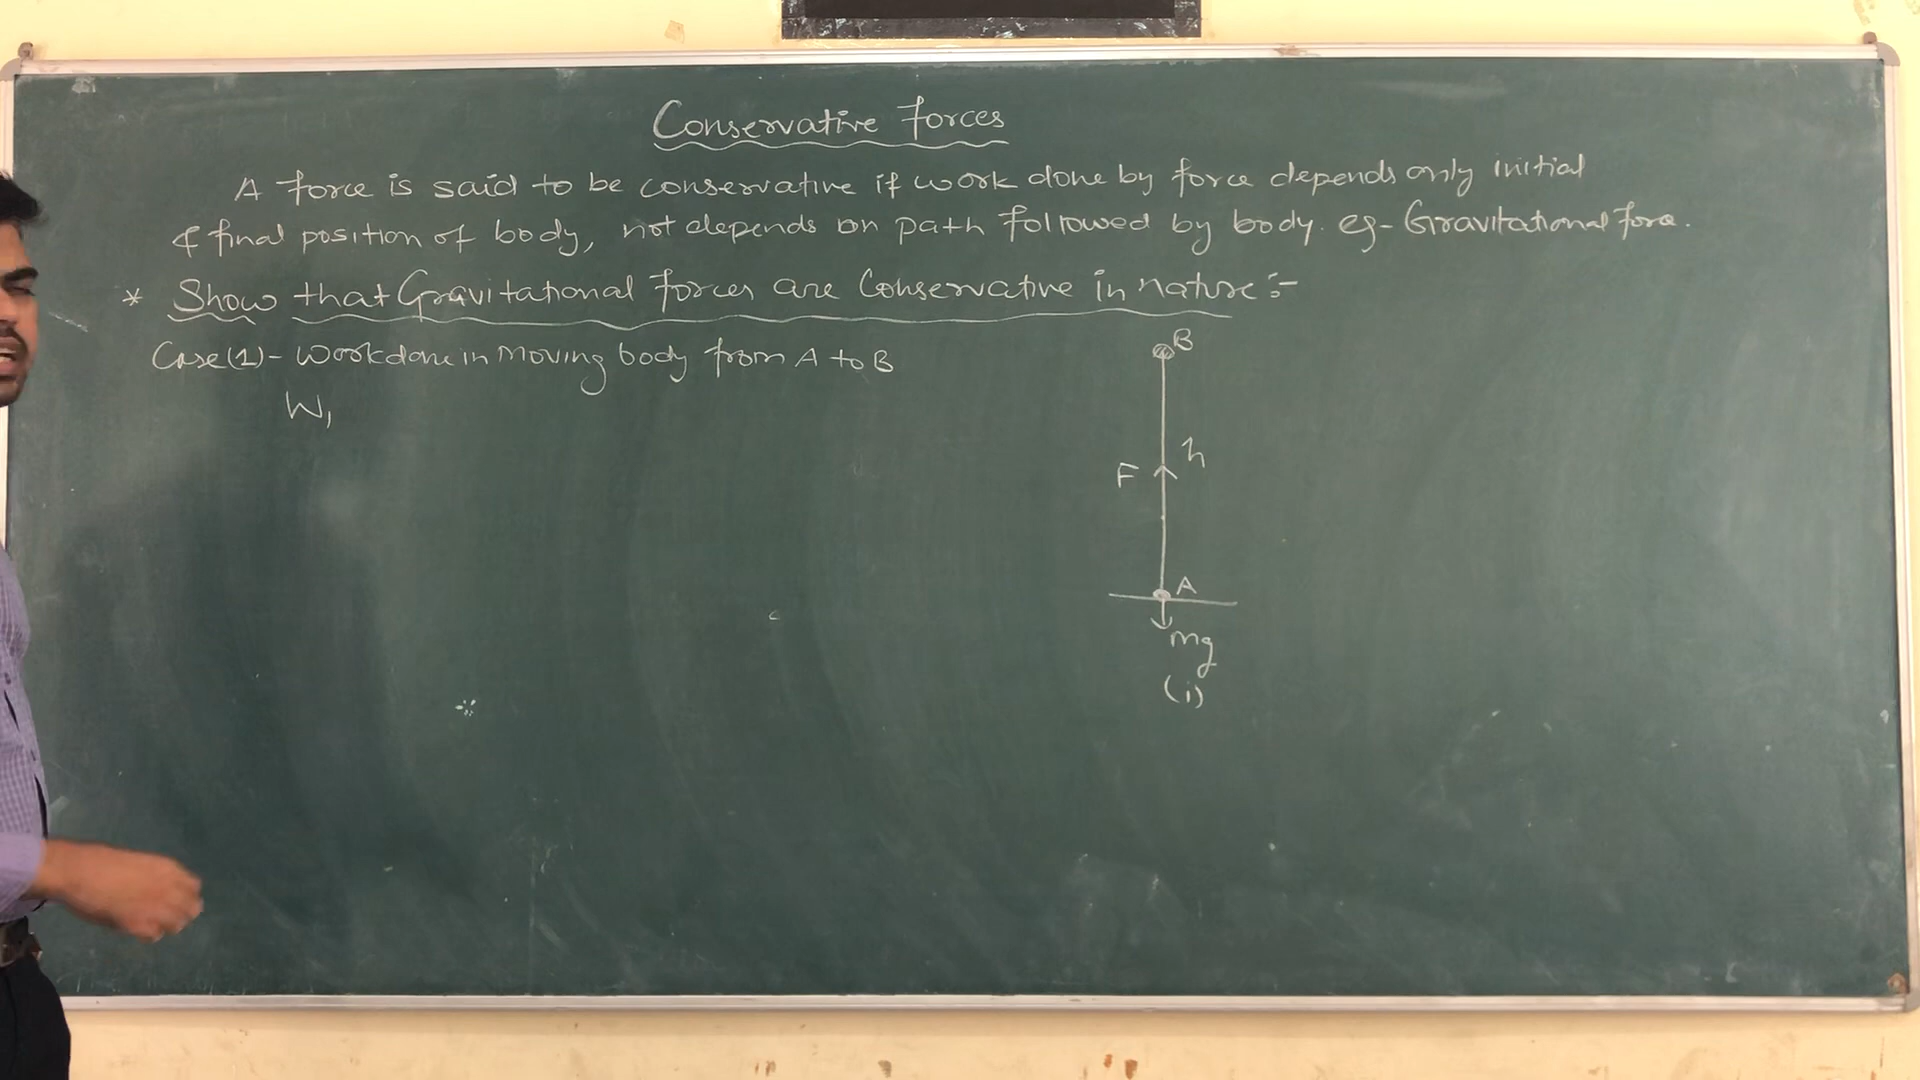 Conservative Forces
A force is said to be conservative if work done by force depends only initial
& final position of body, not depends on path followed by body. eg- Gravitational force.
* Show that Gravitational forces are Conservative in nature :-
Case (1) - Workdone in moving body from A to B
W₁
B
h
F
A
mg
(i)